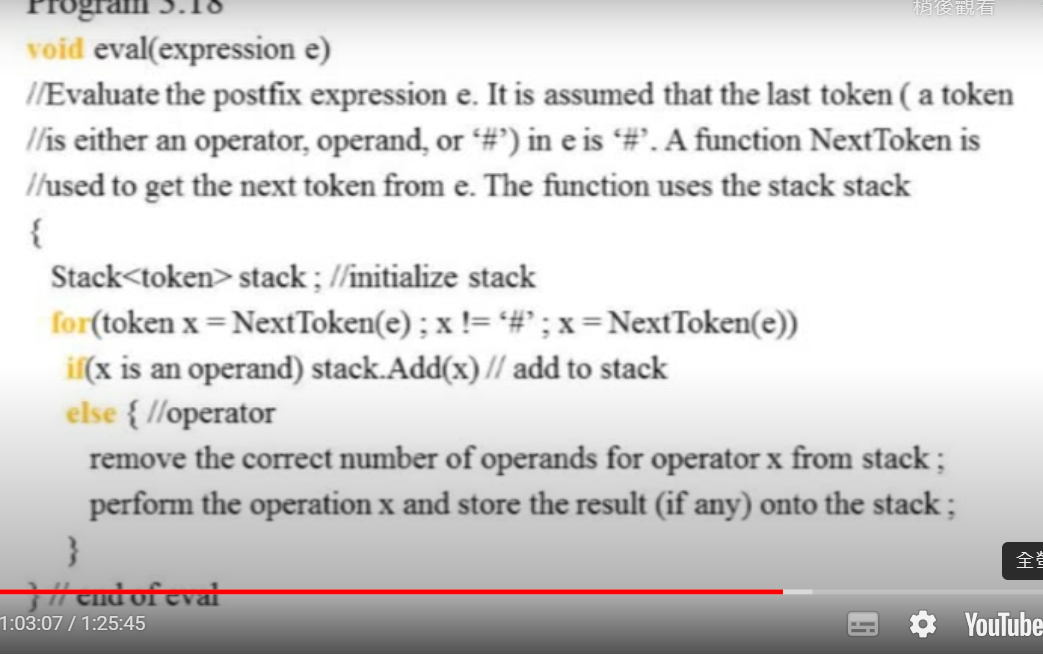 Program 3.18
稍後觀看
void eval(expression e)
//Evaluate the postfix expression e. It is assumed that the last token ( a token
//is either an operator, operand, or ‘#’) in e is ‘#’. A function NextToken is
//used to get the next token from e. The function uses the stack stack
{
Stack<token> stack ; //initialize stack
for(token x = NextToken(e) ; x != ‘#’ ; x = NextToken(e))
if(x is an operand) stack.Add(x) // add to stack
else { //operator
remove the correct number of operands for operator x from stack ;
perform the operation x and store the result (if any) onto the stack ;
}
全
} // end of eval
1:03:07 / 1:25:45
YouTube